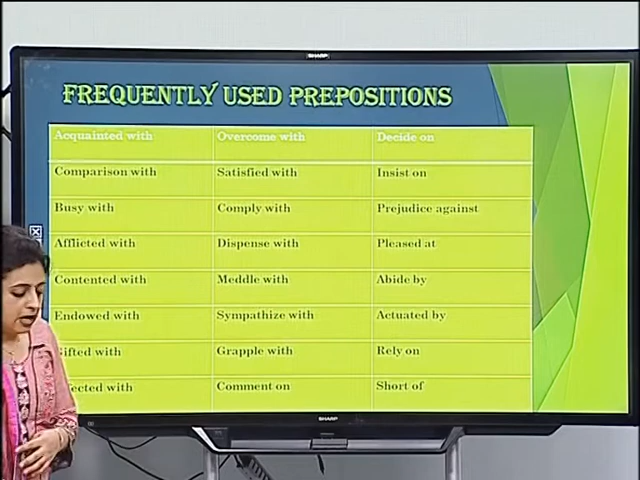 SHARP
FREQUENTLY USED PREPOSITIONS
Acquainted with Overcome with Decide on
Comparison with Satisfied with Insist on
Busy with Comply with Prejudice against
Afflicted with Dispense with Pleased at
Contented with Meddle with Abide by
Endowed with Sympathize with Actuated by
with Grapple with Rely on
with Comment on Short of
SHARP